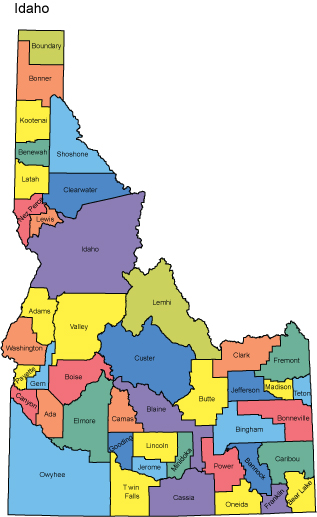 Idaho
Boundary
Bonner
Kootenai
Benewah
Shoshone
Latah
Clearwater
Nez Perce
Lewis
Idaho
Lemhi
Adams
Valley
Washington
Custer
Clark
Fremont
Payette
Gem
Boise
Butte
Jefferson
Madison
Teton
Canyon
Ada
Elmore
Camas
Blaine
Bonneville
Bingham
Gooding
Lincoln
Minidoka
Jerome
Owyhee
Power
Bannock
Caribou
Twin
Falls
Cassia
Oneida
Franklin
Bear Lake